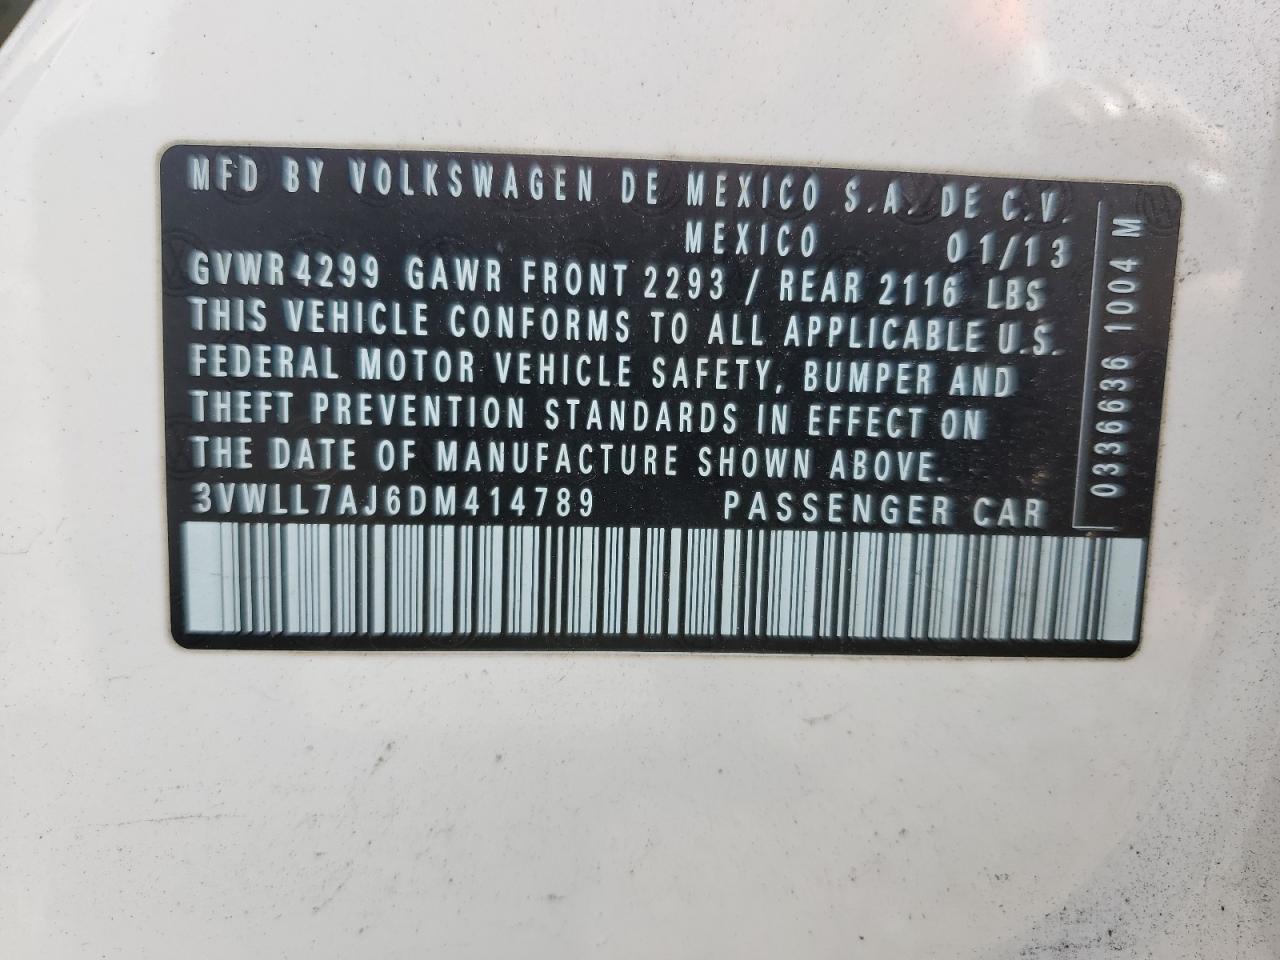 MFD BY VOLKSWAGEN DE MEXICO S.A. DE C.V.
MEXICO 01/13
GVWR 4299 GAWR FRONT 2293 / REAR 2116 LBS
THIS VEHICLE CONFORMS TO ALL APPLICABLE U.S.
FEDERAL MOTOR VEHICLE SAFETY, BUMPER AND
THEFT PREVENTION STANDARDS IN EFFECT ON
THE DATE OF MANUFACTURE SHOWN ABOVE.
3VWLL7AJ6DM414789 PASSENGER CAR
0336636 1004 M